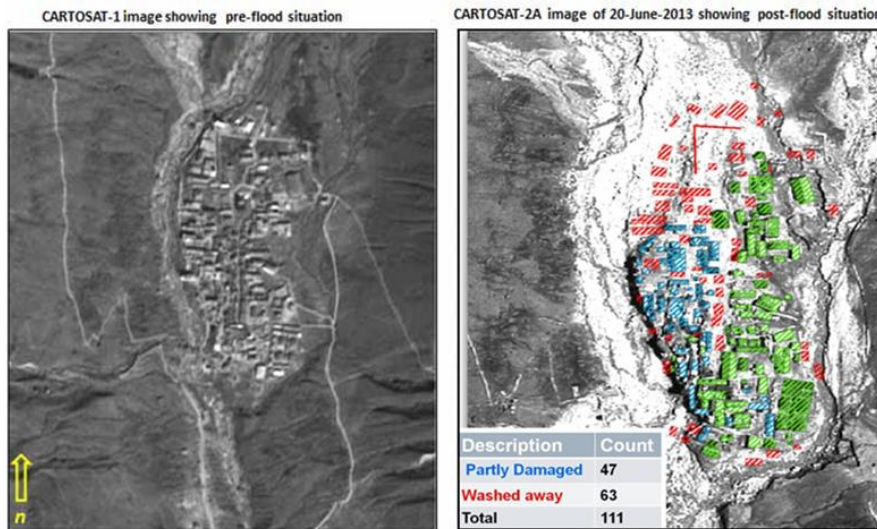 CARTOSAT-1 image showing pre-flood situation
CARTOSAT-2A image of 20-June-2013 showing post-flood situation
n
Description Count
Partly Damaged 47
Washed away 63
Total 111